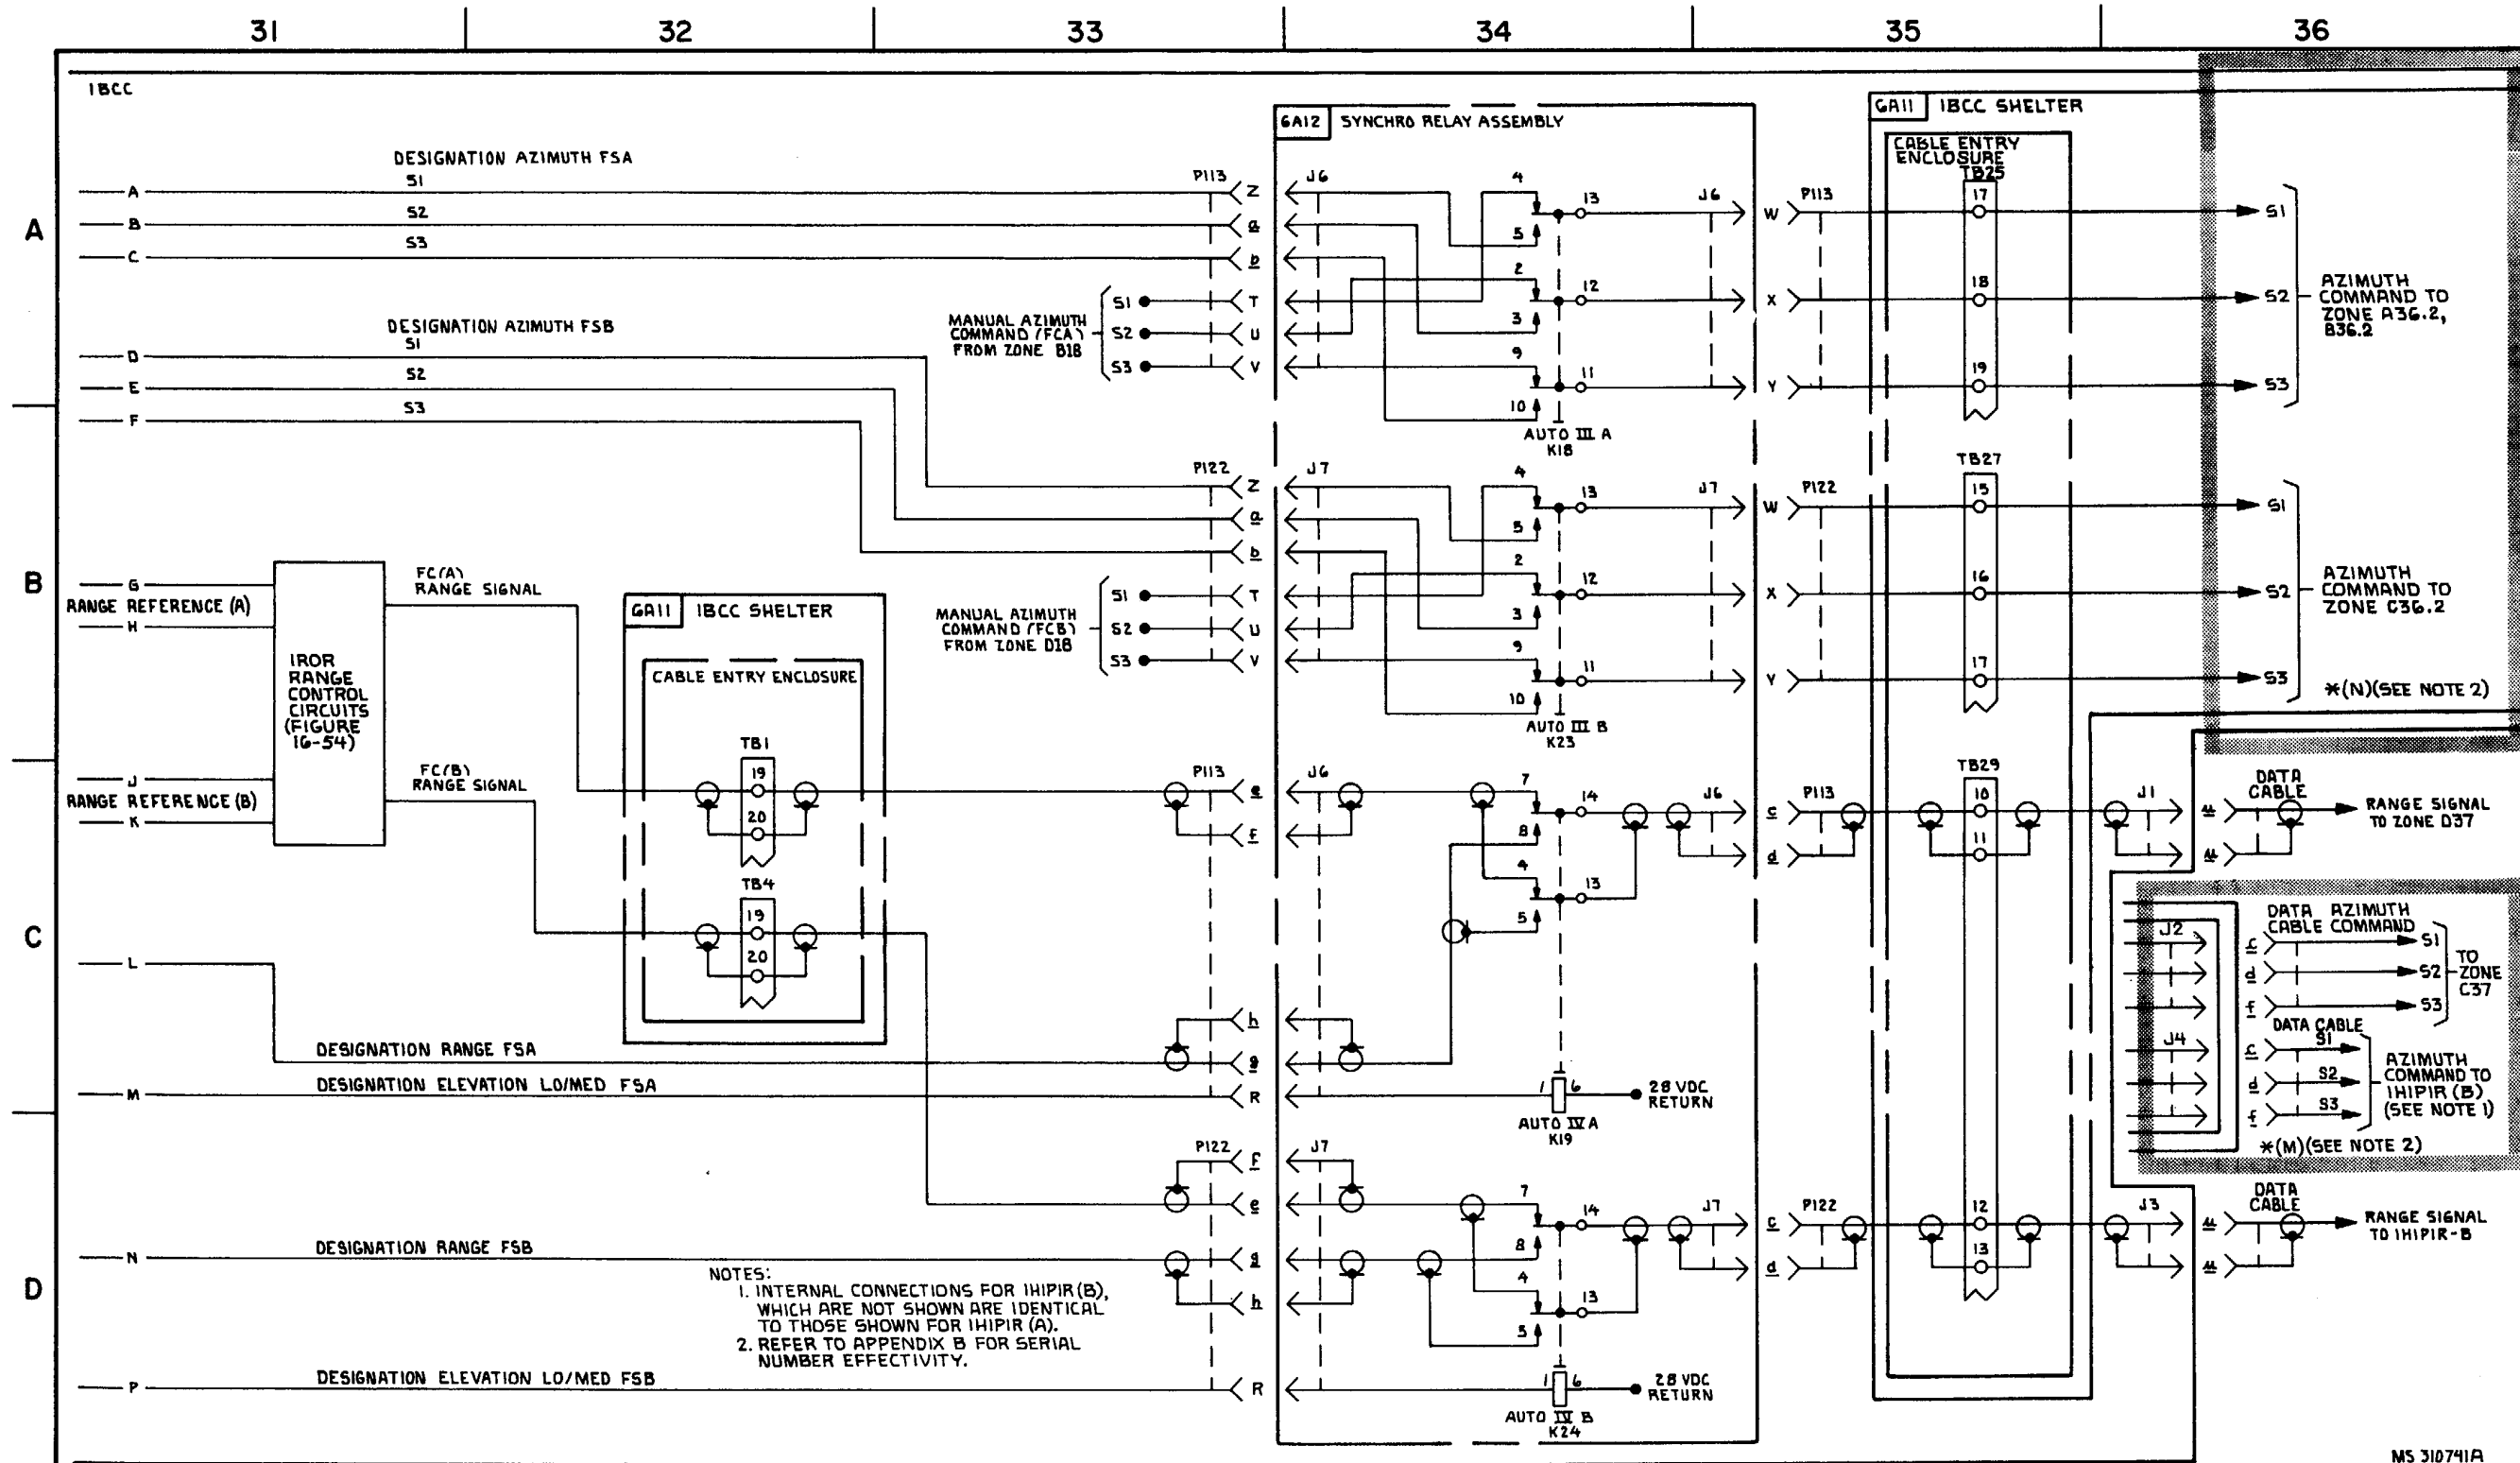 31 32 33 34 35 36
A
B
C
D
IBCC
DESIGNATION AZIMUTH FSA
A S1
B S2
C S3
DESIGNATION AZIMUTH FSB
D S1
E S2
F S3
G
RANGE REFERENCE (A)
H
J
RANGE REFERENCE (B)
K
L
M
N
P
IROR
RANGE
CONTROL
CIRCUITS
(FIGURE
16-54)
FC(A)
RANGE SIGNAL
FC(B)
RANGE SIGNAL
6A11 IBCC SHELTER
CABLE ENTRY ENCLOSURE
TB1
19
20
TB4
19
20
DESIGNATION RANGE FSA
DESIGNATION ELEVATION LO/MED FSA
DESIGNATION RANGE FSB
DESIGNATION ELEVATION LO/MED FSB
NOTES:
1. INTERNAL CONNECTIONS FOR IHIPIR (B),
WHICH ARE NOT SHOWN ARE IDENTICAL
TO THOSE SHOWN FOR IHIPIR (A).
2. REFER TO APPENDIX B FOR SERIAL
NUMBER EFFECTIVITY.
MANUAL AZIMUTH
COMMAND (FCA)
FROM ZONE B18
S1
S2
S3
P113 J6
Z
a
b
T
U
V
MANUAL AZIMUTH
COMMAND (FCB)
FROM ZONE D18
S1
S2
S3
P122 J7
Z
a
b
T
U
V
P113 J6
e
f
h
g
R
P122 J7
f
e
g
h
R
6A12 SYNCHRO RELAY ASSEMBLY
4 13
5
2 12
3
9 11
10
AUTO III A
K18
4 13
5
2 12
3
9 11
10
AUTO III B
K23
7 14
8
4 13
5
1 6 28 VDC
RETURN
AUTO IV A
K19
7 14
8
4 13
5
1 6 28 VDC
RETURN
AUTO IV B
K24
J6 P113
W
X
Y
J7 P122
W
X
Y
J6 P113
c
d
J7 P122
c
d
6A11 IBCC SHELTER
CABLE ENTRY
ENCLOSURE
TB25
17
18
19
TB27
15
16
17
TB29
10
11
12
13
S1
S2
S3
AZIMUTH
COMMAND TO
ZONE A36.2,
B36.2
S1
S2
S3
AZIMUTH
COMMAND TO
ZONE C36.2
*(N)(SEE NOTE 2)
J1 u DATA
CABLE
u
RANGE SIGNAL
TO ZONE D37
DATA AZIMUTH
CABLE COMMAND
J2 c S1
d S2
f S3
TO
ZONE
C37
DATA CABLE
J4 c S1
d S2
f S3
AZIMUTH
COMMAND TO
IHIPIR (B)
(SEE NOTE 1)
*(M)(SEE NOTE 2)
J3 u DATA
CABLE
u
RANGE SIGNAL
TO IHIPIR-B
MS 310741A